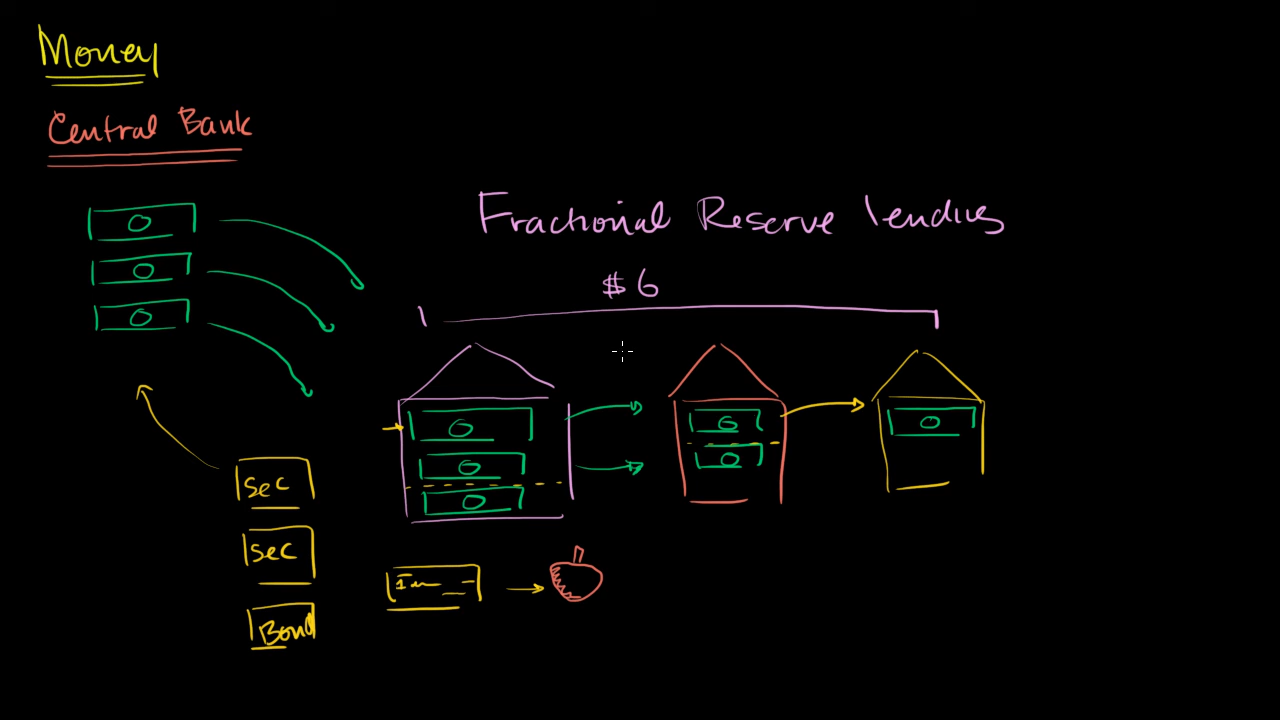 Money
Central Bank
Fractional Reserve lending
$6
sec
sec
Bond